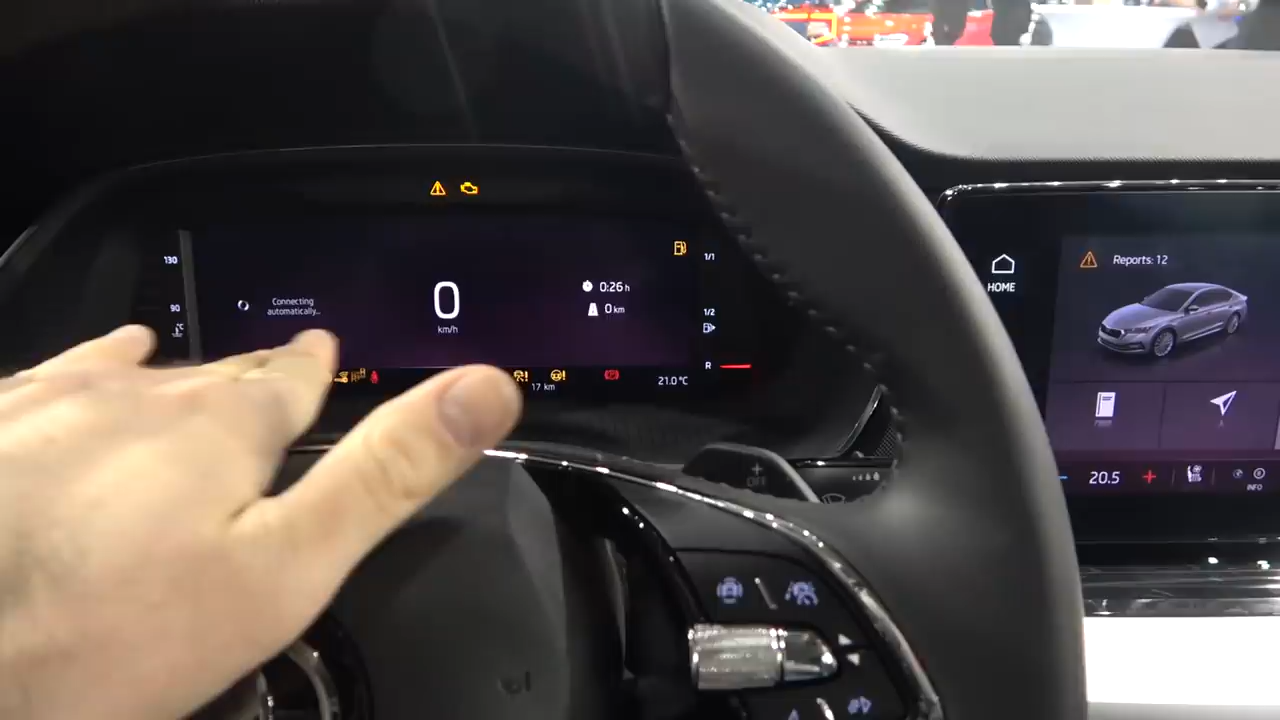 130
90
°C
Connecting
automatically...
0
km/h
0:26 h
0 km
1/1
1/2
R
17 km
21.0 °C
+
OFF
HOME
Reports: 12
20.5
+
INFO